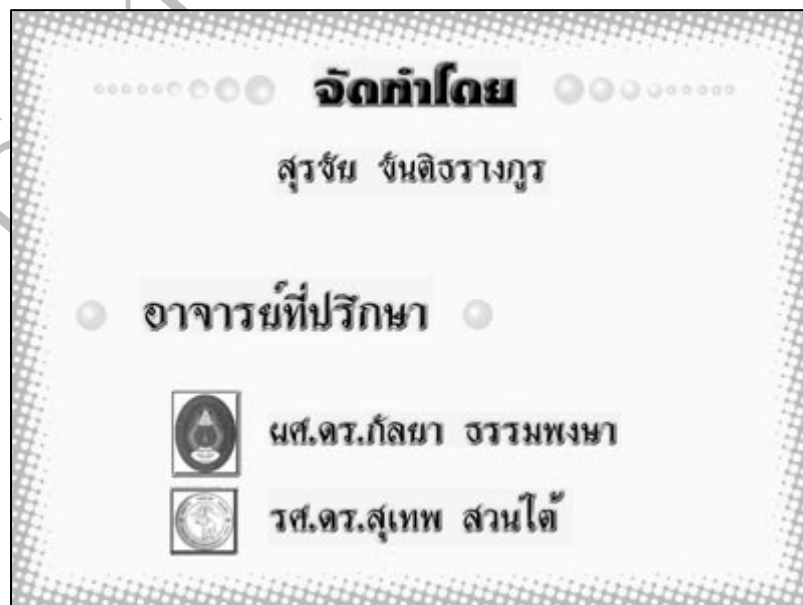 จัดทำโดย
สุรชัย ขันติธรางกูร
อาจารย์ที่ปรึกษา
ผศ.ดร.กัลยา ธรรมพงษา
รศ.ดร.สุเทพ สวนใต้